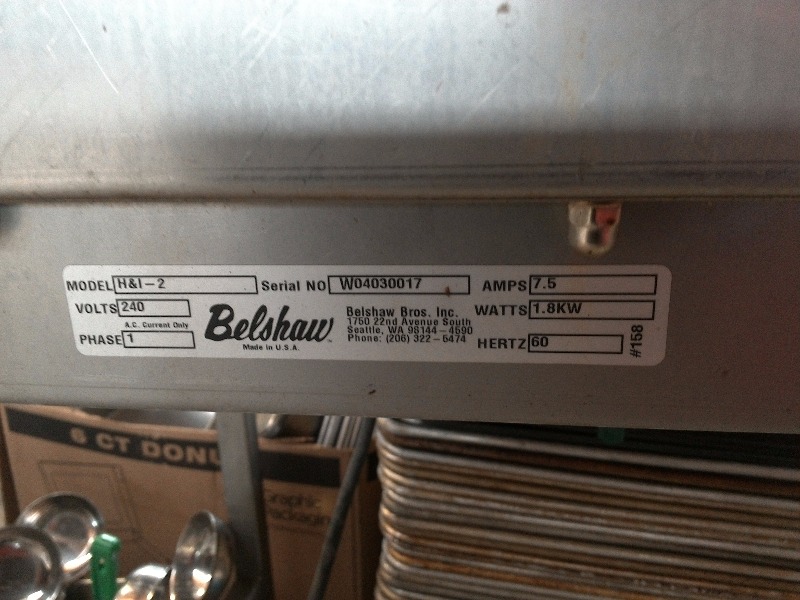 MODEL H&I-2 Serial NO W04030017 AMPS 7.5
VOLTS 240
A.C. Current Only
PHASE 1
Belshaw™
Made in U.S.A.
Belshaw Bros. Inc.
1750 22nd Avenue South
Seattle, WA 98144-4590
Phone: (206) 322-5474
WATTS 1.8KW
HERTZ 60
#158
6 CT DONU
Graphic
Packagin